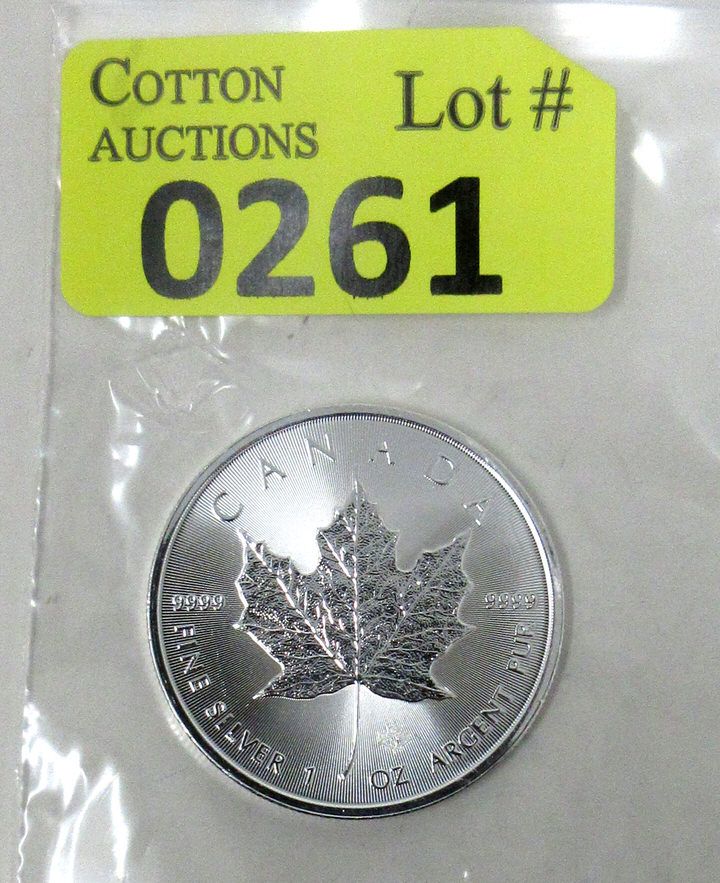 COTTON
AUCTIONS
Lot #
0261
CANADA
9999
9999
FINE SILVER 1 OZ ARGENT PUR